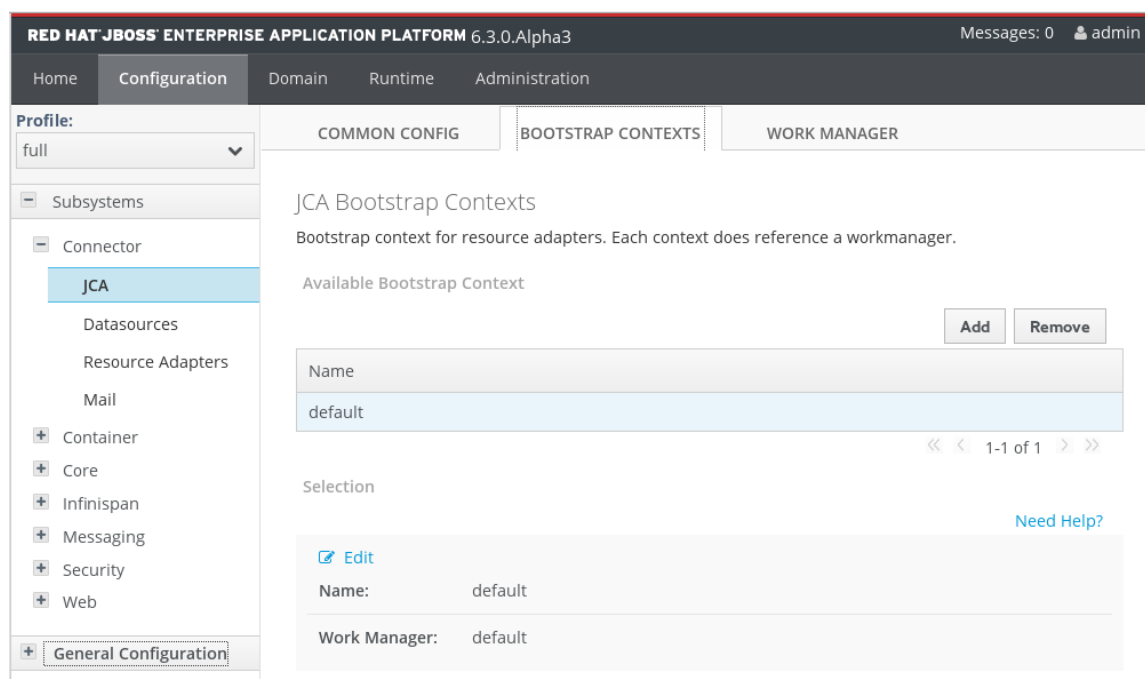 RED HAT JBOSS ENTERPRISE APPLICATION PLATFORM 6.3.0.Alpha3 Messages: 0 admin
Home Configuration Domain Runtime Administration
Profile:
full
Subsystems
Connector
JCA
Datasources
Resource Adapters
Mail
Container
Core
Infinispan
Messaging
Security
Web
General Configuration
COMMON CONFIG BOOTSTRAP CONTEXTS WORK MANAGER
JCA Bootstrap Contexts
Bootstrap context for resource adapters. Each context does reference a workmanager.
Available Bootstrap Context
Add Remove
Name
default
1-1 of 1
Selection
Need Help?
Edit
Name: default
Work Manager: default